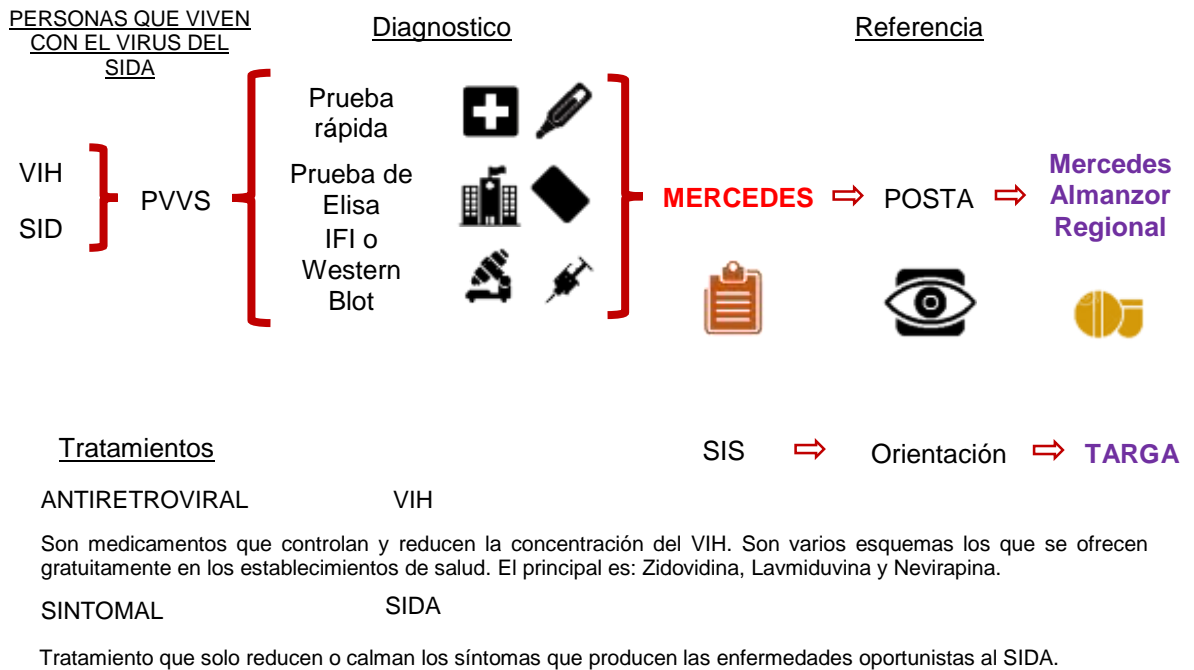 PERSONAS QUE VIVEN
CON EL VIRUS DEL
SIDA
Diagnostico
Referencia
VIH
SID
PVVS
Prueba
rápida
Prueba de
Elisa
IFI o
Western
Blot
MERCEDES
POSTA
Mercedes
Almanzor
Regional
Tratamientos
SIS
Orientación
TARGA
ANTIRETROVIRAL VIH
Son medicamentos que controlan y reducen la concentración del VIH. Son varios esquemas los que se ofrecen
gratuitamente en los establecimientos de salud. El principal es: Zidovidina, Lavmiduvina y Nevirapina.
SINTOMAL SIDA
Tratamiento que solo reducen o calman los síntomas que producen las enfermedades oportunistas al SIDA.